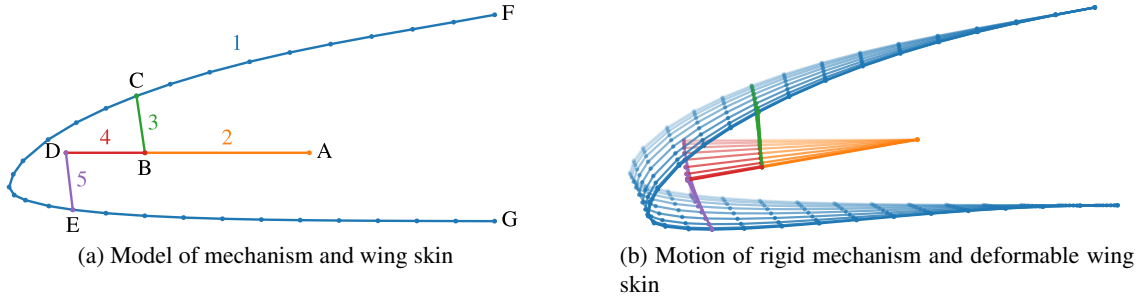 F
1
C
3
4
2
D
A
B
5
E
G
(a) Model of mechanism and wing skin
(b) Motion of rigid mechanism and deformable wing
skin